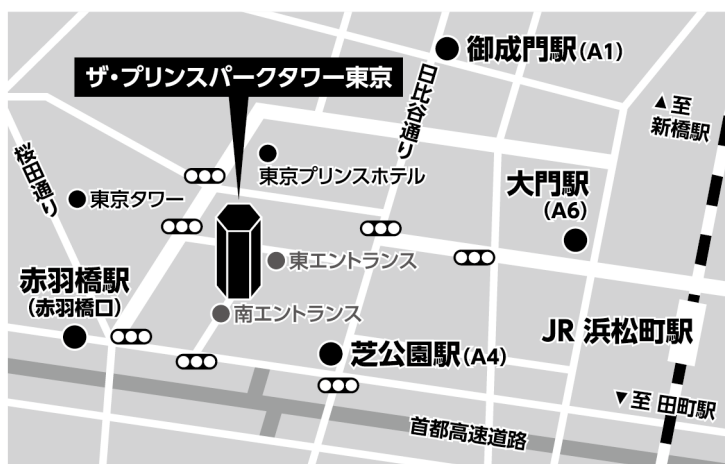 御成門駅(A1)
ザ・プリンスパークタワー東京
日比谷通り
▲至
新橋駅
桜田通り
東京プリンスホテル
東京タワー
大門駅
(A6)
東エントランス
赤羽橋駅
(赤羽橋口)
南エントランス
JR 浜松町駅
芝公園駅(A4)
▼至 田町駅
首都高速道路